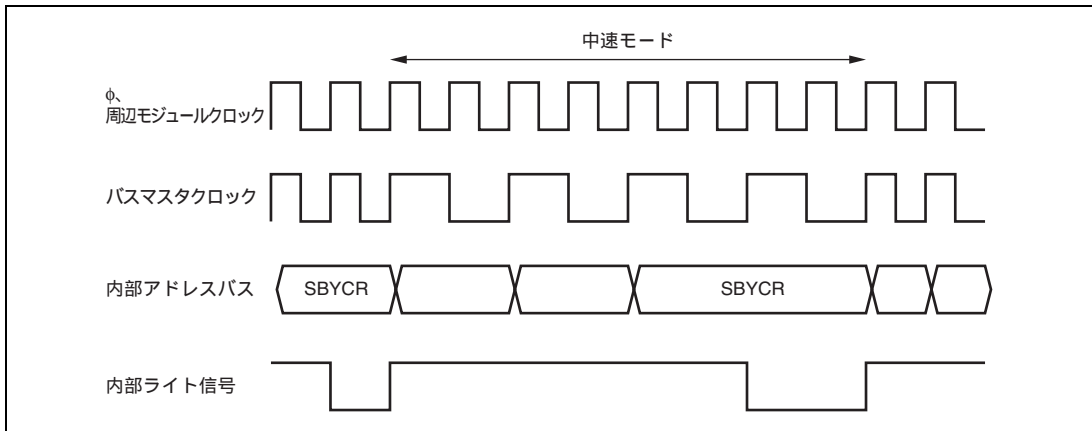 中速モード
φ、
周辺モジュールクロック
バスマスタクロック
内部アドレスバス
SBYCR
SBYCR
内部ライト信号